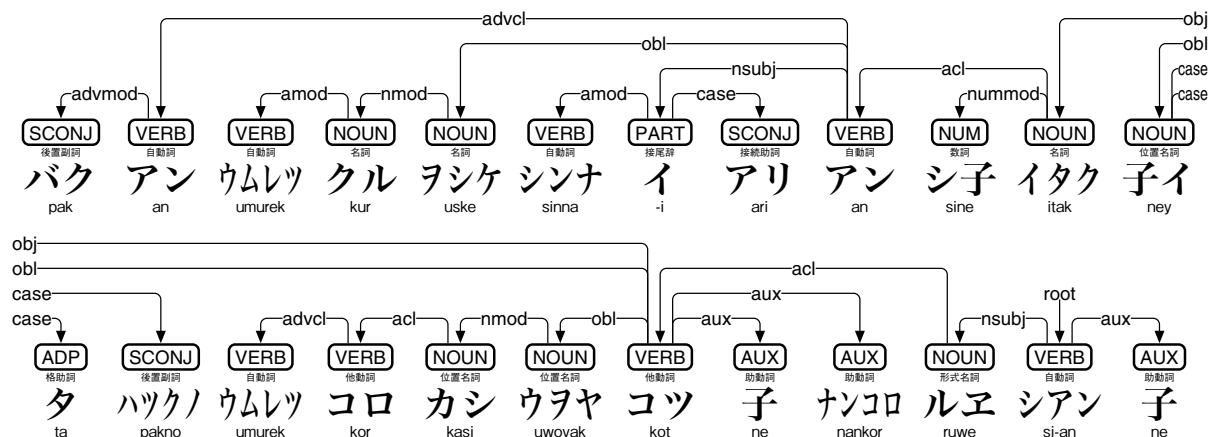 advcl obj
obl obl
nsubj acl case
advmod amod nmod amod case nummod case
SCONJ VERB VERB NOUN NOUN VERB PART SCONJ VERB NUM NOUN NOUN
後置副詞 自動詞 自動詞 名詞 名詞 自動詞 接尾辞 接続助詞 自動詞 数詞 名詞 位置名詞
バク アン ウムレッ クル ヲシケ シンナ イ アリ アン シ子 イタク 子イ
pak an umurek kur uske sinna -i ari an sine itak ney
obj
obl acl
case aux root
case advcl acl nmod obl aux nsubj aux
ADP SCONJ VERB VERB NOUN NOUN VERB AUX AUX NOUN VERB AUX
格助詞 後置副詞 自動詞 他動詞 位置名詞 位置名詞 他動詞 助動詞 助動詞 形式名詞 自動詞 助動詞
タ ハツクノ ウムレッ コロ カシ ウヲヤ コツ 子 ナンコロ ルヱ シアン 子
ta pakno umurek kor kasi uwoyak kot ne nankor ruwe si-an ne